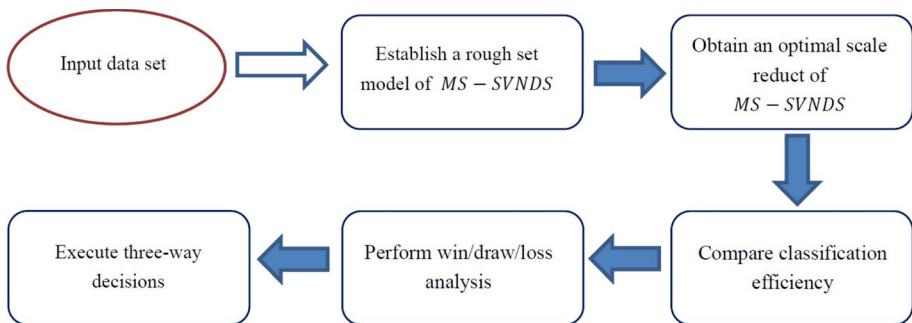 Input data set
Establish a rough set
model of MS − SVNDS
Obtain an optimal scale
reduct of
MS − SVNDS
Compare classification
efficiency
Perform win/draw/loss
analysis
Execute three-way
decisions